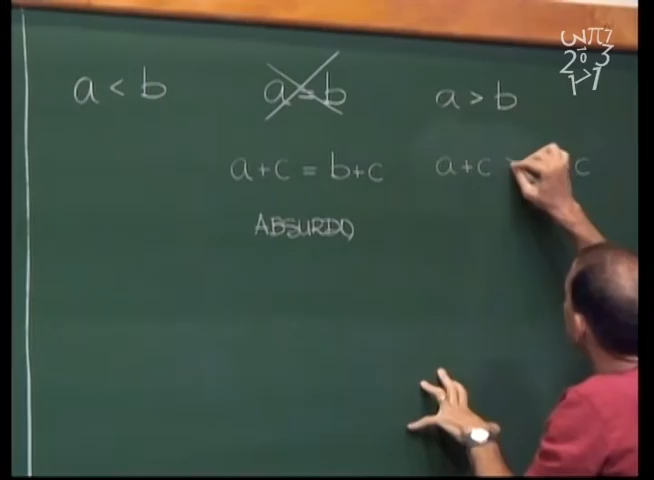 a < b a = b a > b
a+c = b+c a+c c
ABSURDO